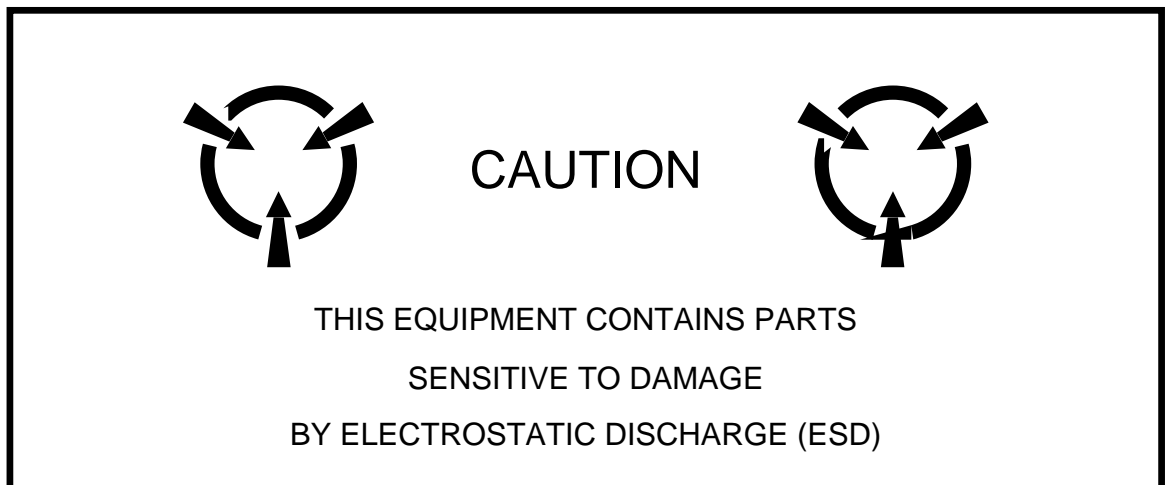 CAUTION
THIS EQUIPMENT CONTAINS PARTS
SENSITIVE TO DAMAGE
BY ELECTROSTATIC DISCHARGE (ESD)